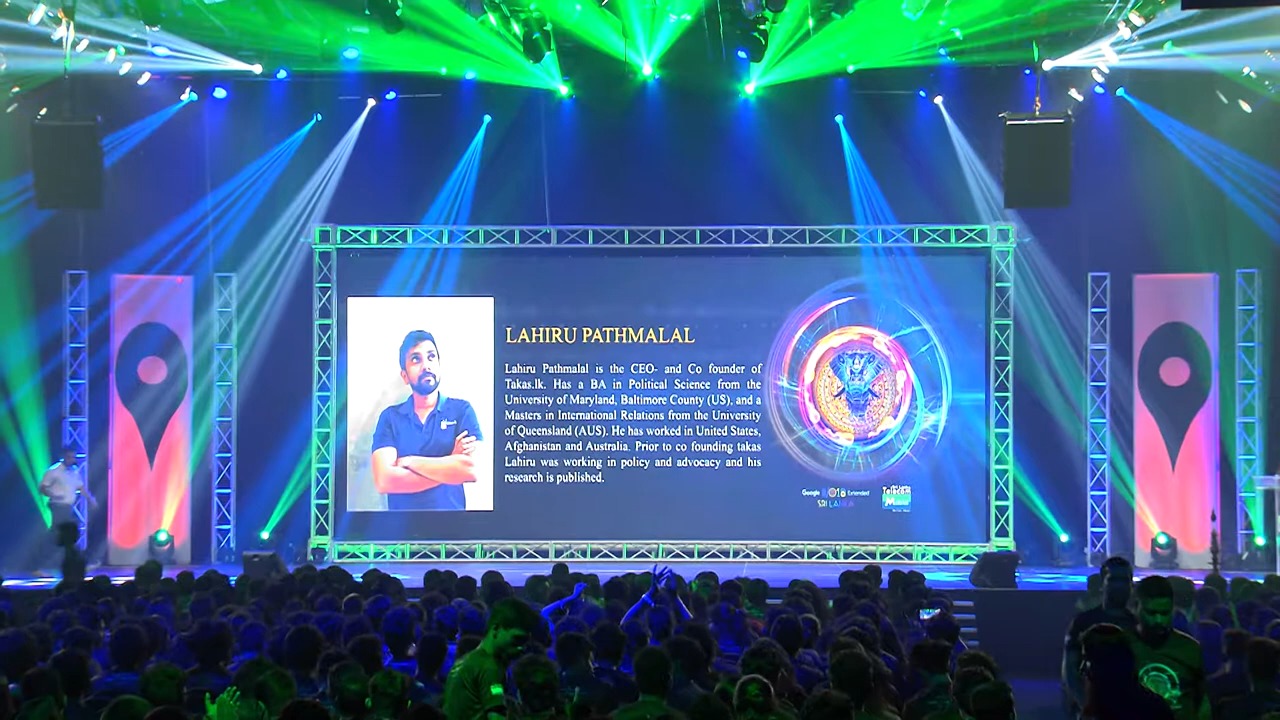 LAHIRU PATHMALAL
Lahiru Pathmalal is the CEO- and Co founder of
Takas.lk. Has a BA in Political Science from the
University of Maryland, Baltimore County (US), and a
Masters in International Relations from the University
of Queensland (AUS). He has worked in United States,
Afghanistan and Australia. Prior to co founding takas
Lahiru was working in policy and advocacy and his
research is published.
Google I/O 18 Extended
SRI LANKA
Telecom